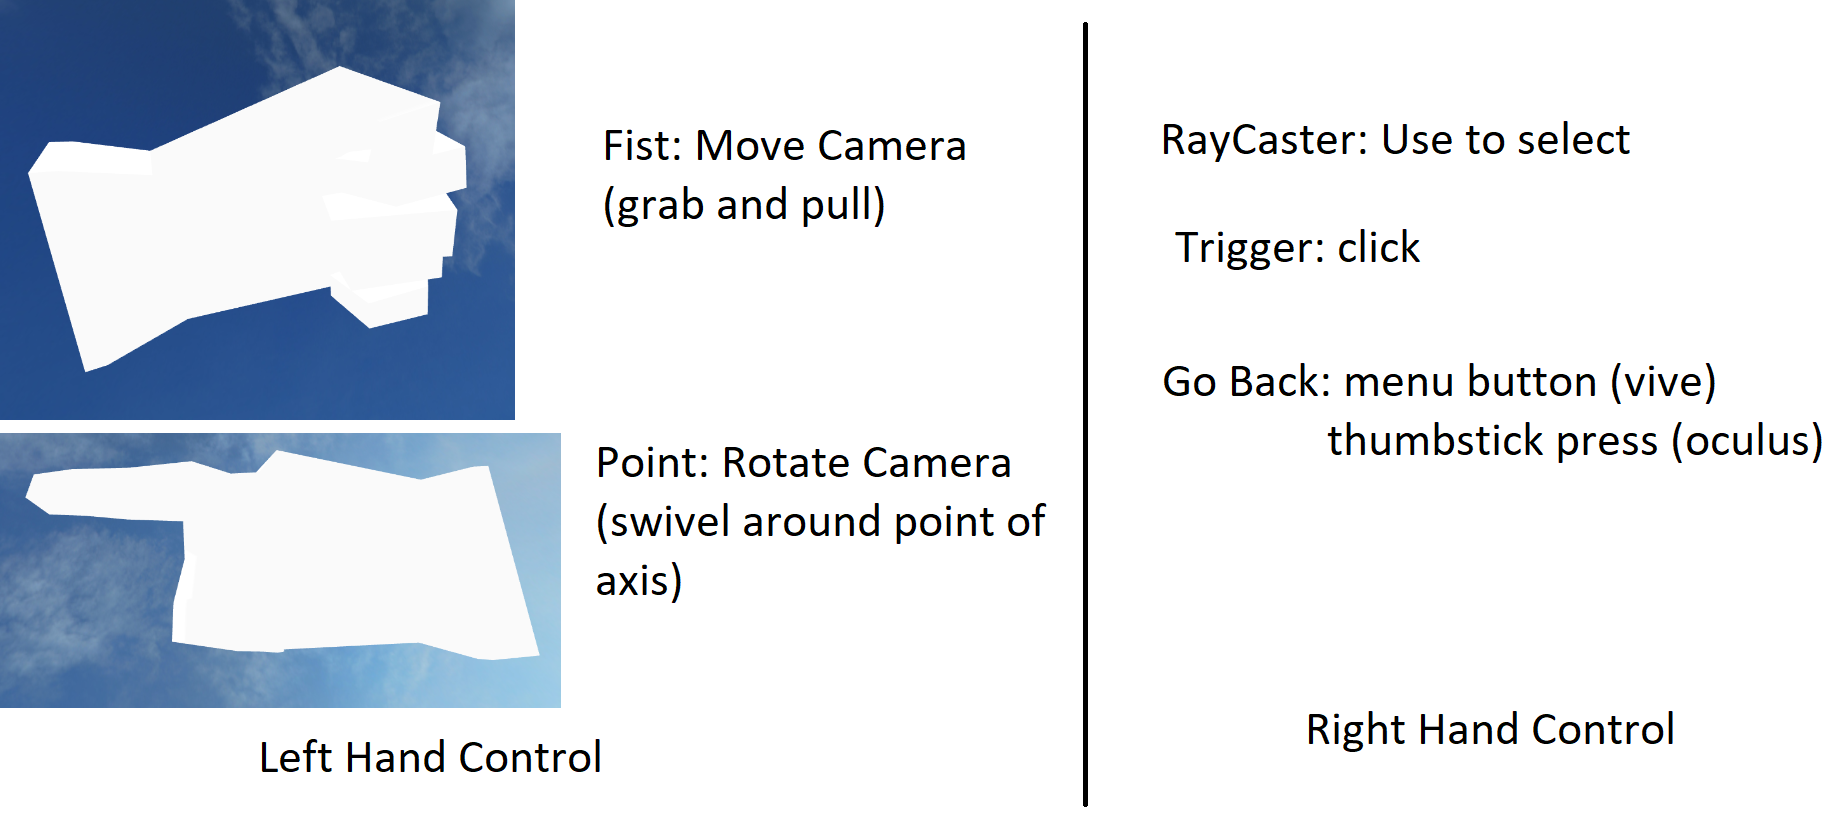 Fist: Move Camera
(grab and pull)
Point: Rotate Camera
(swivel around point of
axis)
Left Hand Control
RayCaster: Use to select
Trigger: click
Go Back: menu button (vive)
thumbstick press (oculus)
Right Hand Control